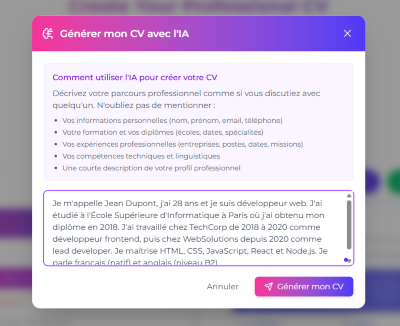 Create Your Professional CV
Générer mon CV avec l'IA
Comment utiliser l'IA pour créer votre CV
Décrivez votre parcours professionnel comme si vous discutiez avec
quelqu'un. N'oubliez pas de mentionner :
• Vos informations personnelles (nom, prénom, email, téléphone)
• Votre formation et vos diplômes (écoles, dates, spécialités)
• Vos expériences professionnelles (entreprises, postes, dates, missions)
• Vos compétences techniques et linguistiques
• Une courte description de votre profil professionnel
Je m'appelle Jean Dupont, j'ai 28 ans et je suis développeur web. J'ai
étudié à l'École Supérieure d'Informatique à Paris où j'ai obtenu mon
diplôme en 2018. J'ai travaillé chez TechCorp de 2018 à 2020 comme
développeur frontend, puis chez WebSolutions depuis 2020 comme
lead developer. Je maîtrise HTML, CSS, JavaScript, React et Node.js. Je
parle français (natif) et anglais (niveau B2)
Annuler
Générer mon CV